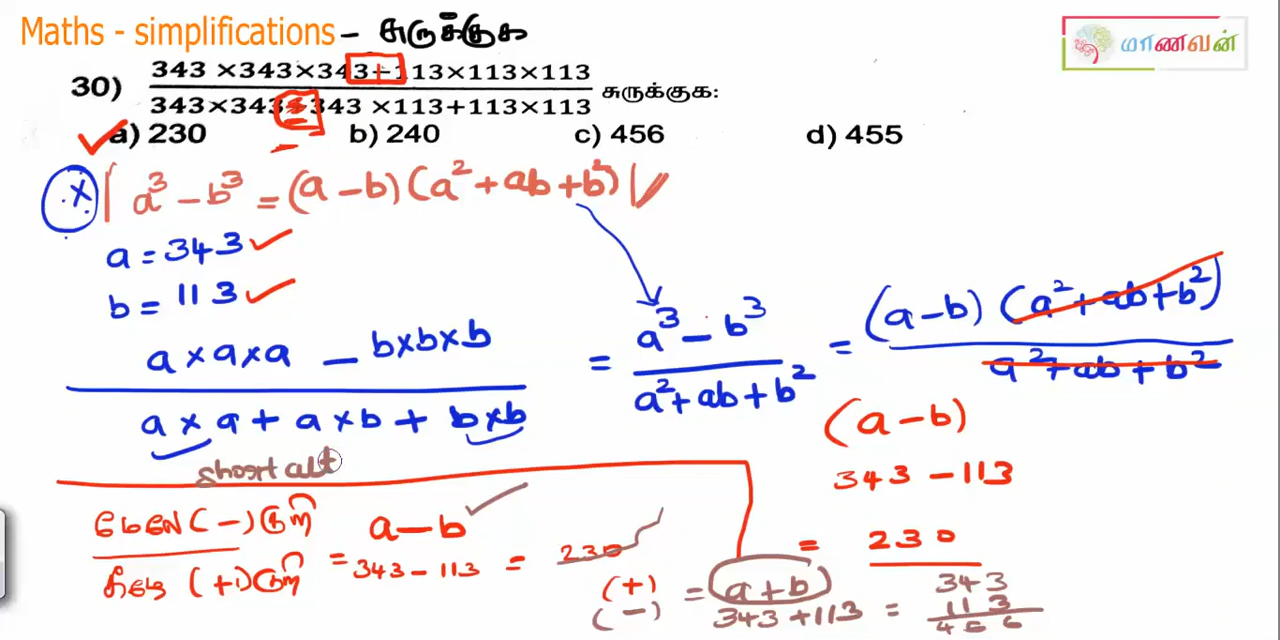 Maths - simplifications - சுருக்குக
மாணவன்
30) 343 ×343×343-113×113×113
343×343+343 ×113+113×113 சுருக்குக:
a) 230 b) 240 c) 456 d) 455
a³ - b³ = (a - b) (a² + ab + b²)
a = 343
b = 113
a × a × a - b×b×b = a³ - b³ = (a - b) (a² + ab + b²)
a × a + a × b + b×b a² + ab + b² a² + ab + b²
(a - b)
short cut
343 - 113
மேலே (-) குறி a - b
கீழே (+) குறி = 343 - 113 = 230
= 230
(+) = a + b 343
(-) 343 + 113 = 113
456